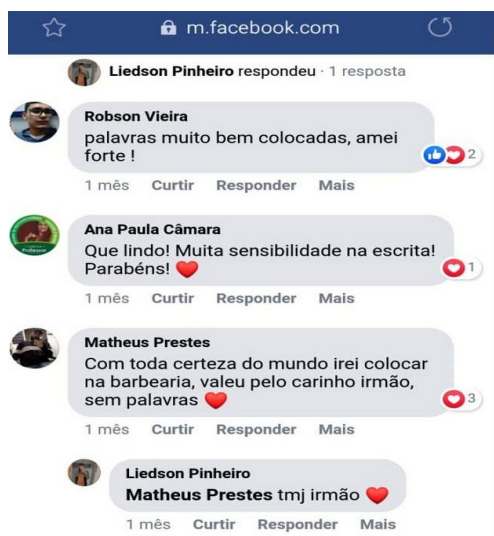 m.facebook.com
Liedson Pinheiro respondeu · 1 resposta
Robson Vieira
palavras muito bem colocadas, amei
forte !
2
1 mês Curtir Responder Mais
Ana Paula Câmara
Que lindo! Muita sensibilidade na escrita!
Parabéns! ❤️
1
1 mês Curtir Responder Mais
Matheus Prestes
Com toda certeza do mundo irei colocar
na barbearia, valeu pelo carinho irmão,
sem palavras ❤️
3
1 mês Curtir Responder Mais
Liedson Pinheiro
Matheus Prestes tmj irmão ❤️
1 mês Curtir Responder Mais